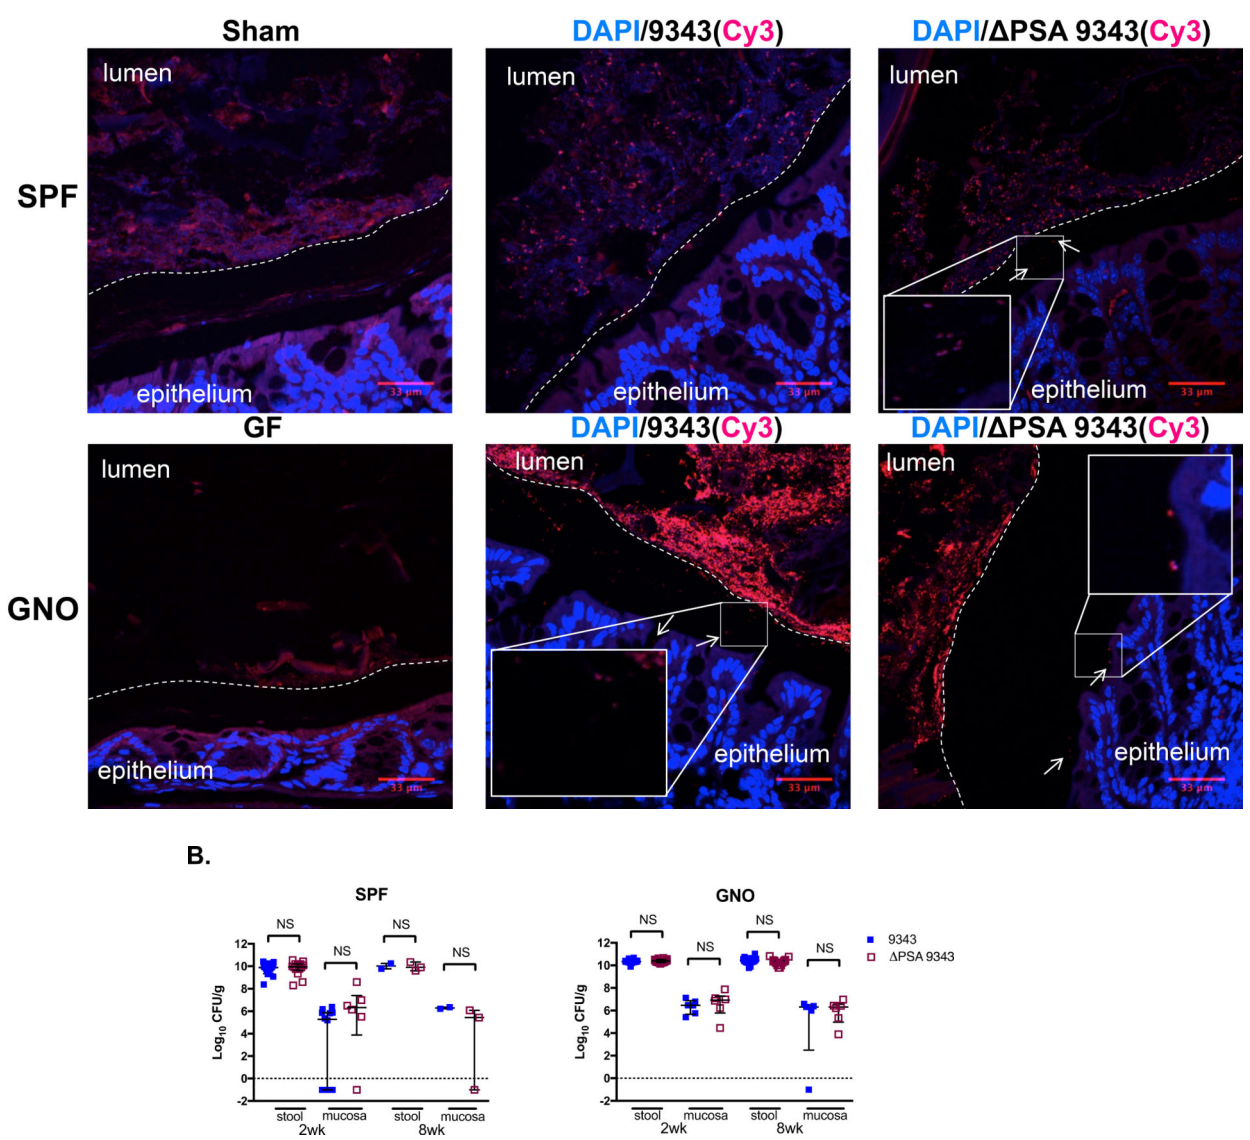 Sham
DAPI/9343(Cy3)
DAPI/ΔPSA 9343(Cy3)
SPF
lumen
epithelium
33 µm
lumen
epithelium
33 µm
lumen
epithelium
33 µm
GF
DAPI/9343(Cy3)
DAPI/ΔPSA 9343(Cy3)
GNO
lumen
epithelium
33 µm
lumen
epithelium
33 µm
lumen
epithelium
33 µm
B.
SPF
NS
NS
NS
NS
Log10 CFU/g
12
10
8
6
4
2
0
-2
stool
mucosa
stool
mucosa
2wk
8wk
GNO
NS
NS
NS
NS
Log10 CFU/g
12
10
8
6
4
2
0
-2
stool
mucosa
stool
mucosa
2wk
8wk
9343
ΔPSA 9343